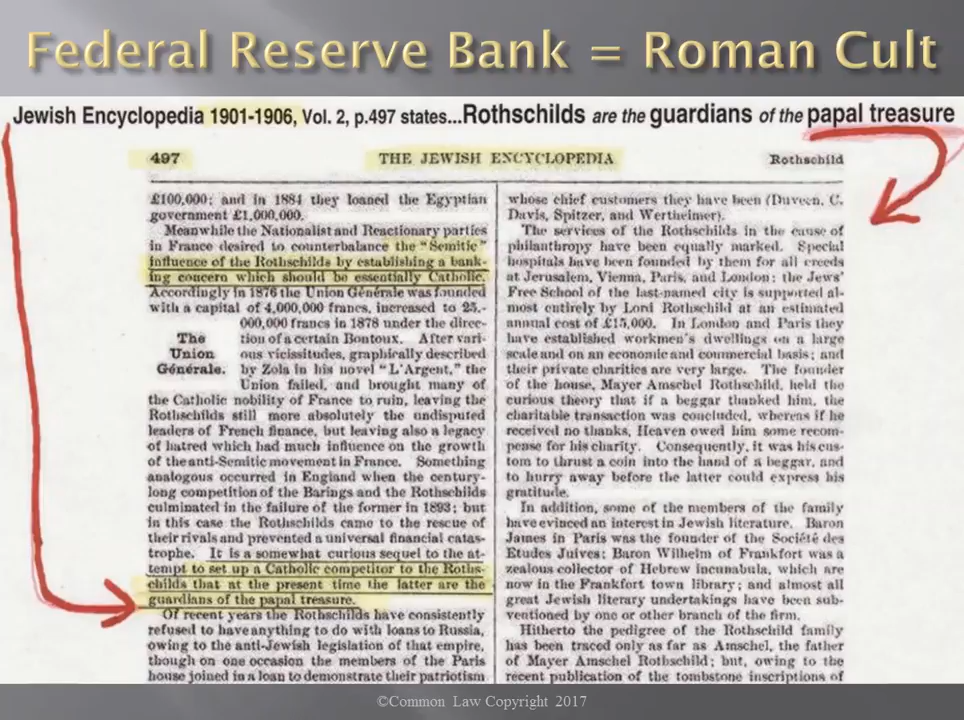 Federal Reserve Bank = Roman Cult
Jewish Encyclopedia 1901-1906, Vol. 2, p.497 states...Rothschilds are the guardians of the papal treasure
497 THE JEWISH ENCYCLOPEDIA Rothschild
£100,000; and in 1884 they loaned the Egyptian
government £1,000,000.
Meanwhile the Nationalist and Reactionary parties
in France desired to counterbalance the "Semitic"
influence of the Rothschilds by establishing a bank-
ing concern which should be essentially Catholic.
Accordingly in 1876 the Union Générale was founded
with a capital of 4,000,000 francs, increased to 25,-
000,000 francs in 1878 under the direc-
The
Union
Générale.
tion of a certain Bontoux. After vari-
ous vicissitudes, graphically described
by Zola in his novel "L'Argent," the
Union failed, and brought many of
the Catholic nobility of France to ruin, leaving the
Rothschilds still more absolutely the undisputed
leaders of French finance, but leaving also a legacy
of hatred which had much influence on the growth
of the anti-Semitic movement in France. Something
analogous occurred in England when the century-
long competition of the Barings and the Rothschilds
culminated in the failure of the former in 1893; but
in this case the Rothschilds came to the rescue of
their rivals and prevented a universal financial catas-
trophe. It is a somewhat curious sequel to the at-
tempt to set up a Catholic competitor to the Roths-
childs that at the present time the latter are the
guardians of the papal treasure.
Of recent years the Rothschilds have consistently
refused to have anything to do with loans to Russia,
owing to the anti-Jewish legislation of that empire,
though on one occasion the members of the Paris
house joined in a loan to demonstrate their patriotism
whose chief customers they have been (Duveen, C.
Davis, Spitzer, and Wertheimer).
The services of the Rothschilds in the cause of
philanthropy have been equally marked. Special
hospitals have been founded by them for all creeds
at Jerusalem, Vienna, Paris, and London; the Jews'
Free School of the last-named city is supported al-
most entirely by Lord Rothschild at an estimated
annual cost of £15,000. In London and Paris they
have established workmen's dwellings on a large
scale and on an economic and commercial basis; and
their private charities are very large. The founder
of the house, Mayer Amschel Rothschild, held the
curious theory that if a beggar thanked him, the
charitable transaction was concluded, whereas if he
received no thanks, Heaven owed him some recom-
pense for his charity. Consequently, it was his cus-
tom to thrust a coin into the hand of a beggar, and
to hurry away before the latter could express his
gratitude.
In addition, some of the members of the family
have evinced an interest in Jewish literature. Baron
James in Paris was the founder of the Société des
Etudes Juives; Baron Wilhelm of Frankfort was a
zealous collector of Hebrew incunabula, which are
now in the Frankfort town library; and almost all
great Jewish literary undertakings have been sub-
ventioned by one or other branch of the firm.
Hitherto the pedigree of the Rothschild family
has been traced only as far as Amschel, the father
of Mayer Amschel Rothschild; but, owing to the
recent publication of the tombstone inscriptions of
©Common Law Copyright 2017